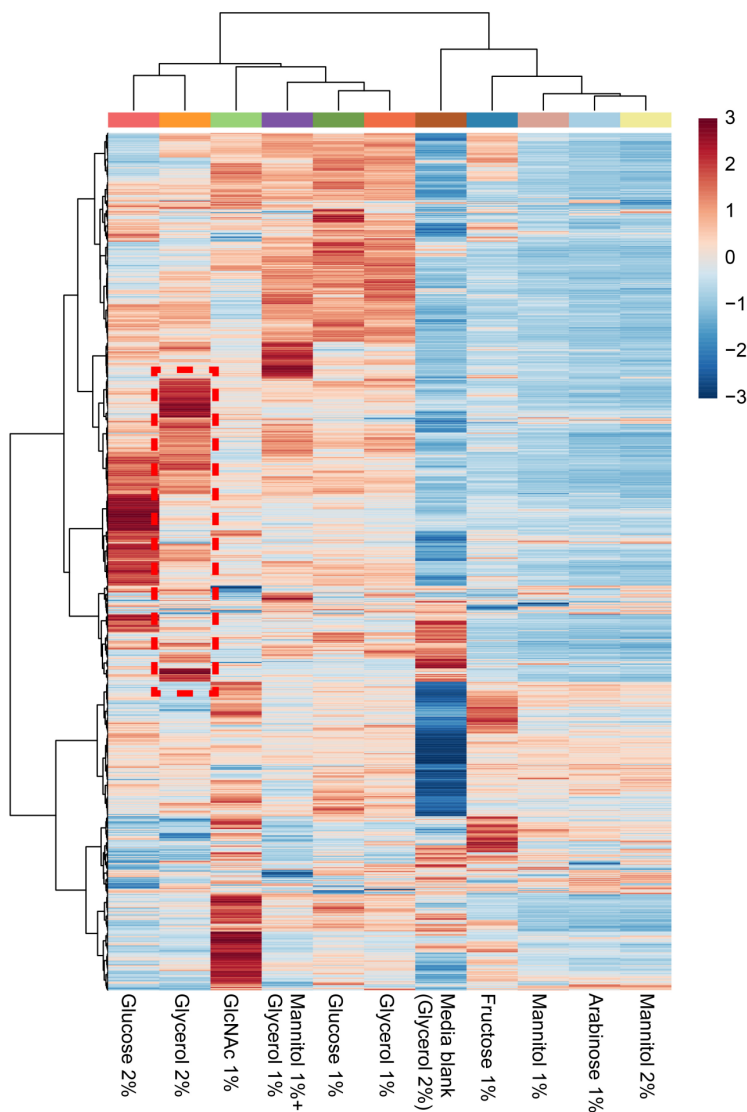 3
2
1
0
−1
−2
−3
Glucose 2%
Glycerol 2%
GlcNAc 1%
Mannitol 1%+
Glycerol 1%
Glucose 1%
Glycerol 1%
Media blank
(Glycerol 2%)
Fructose 1%
Mannitol 1%
Arabinose 1%
Mannitol 2%